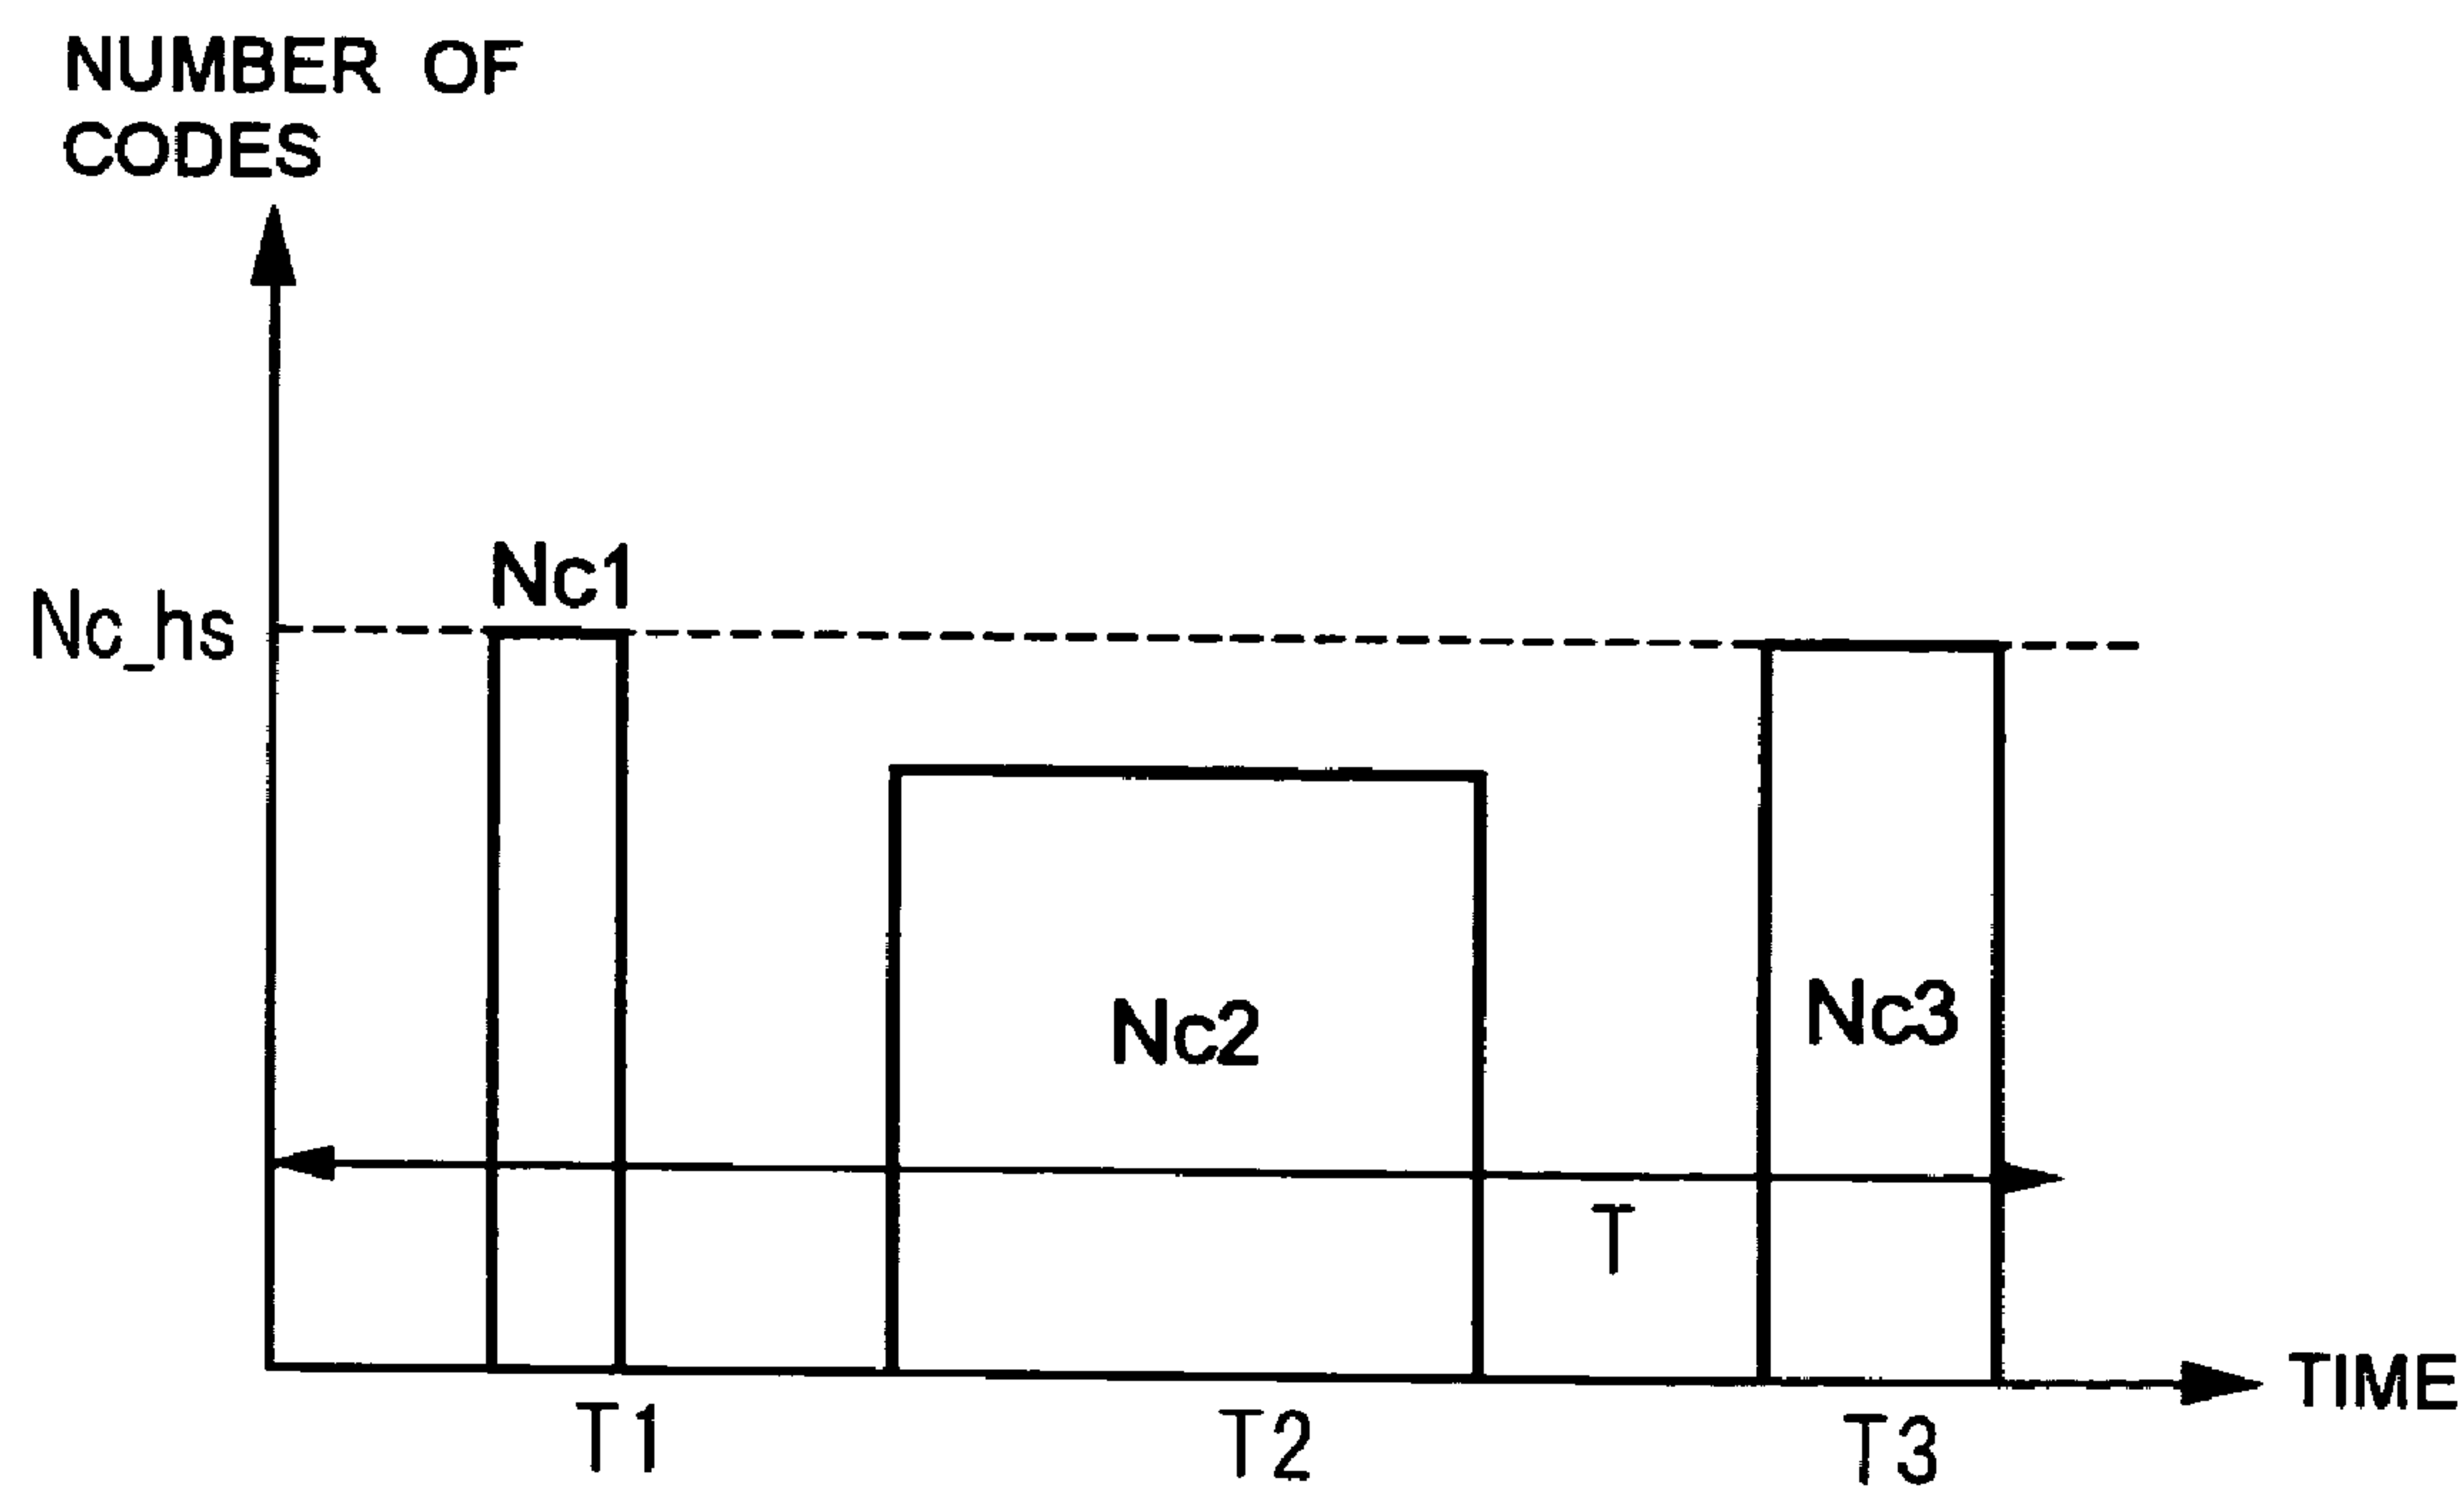 NUMBER OF
CODES
Nc1
Nc_hs
Nc2
Nc3
T
TIME
T1
T2
T3